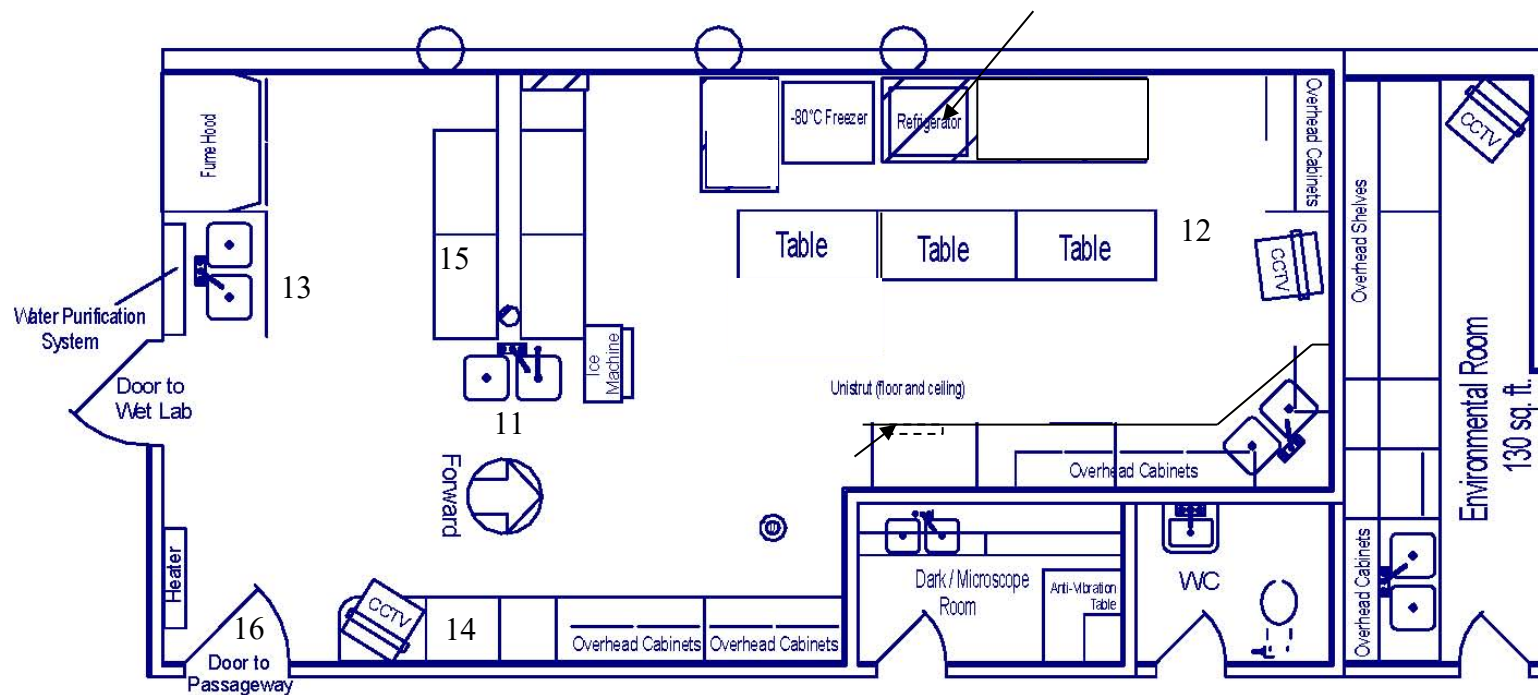 Fume Hood
-80°C Freezer
Refrigerator
Overhead Cabinets
CCTV
Table
Table
Table
12
CCTV
15
13
Water Purification
System
Ice
Machine
Door to
Wet Lab
11
Unistrut (floor and ceiling)
Forward
Overhead Cabinets
Overhead Shelves
Environmental Room
130 sq. ft.
Heater
CCTV
14
Overhead Cabinets
Overhead Cabinets
Dark / Microscope
Room
Anti-Vibration
Table
WC
Overhead Cabinets
16
Door to
Passageway